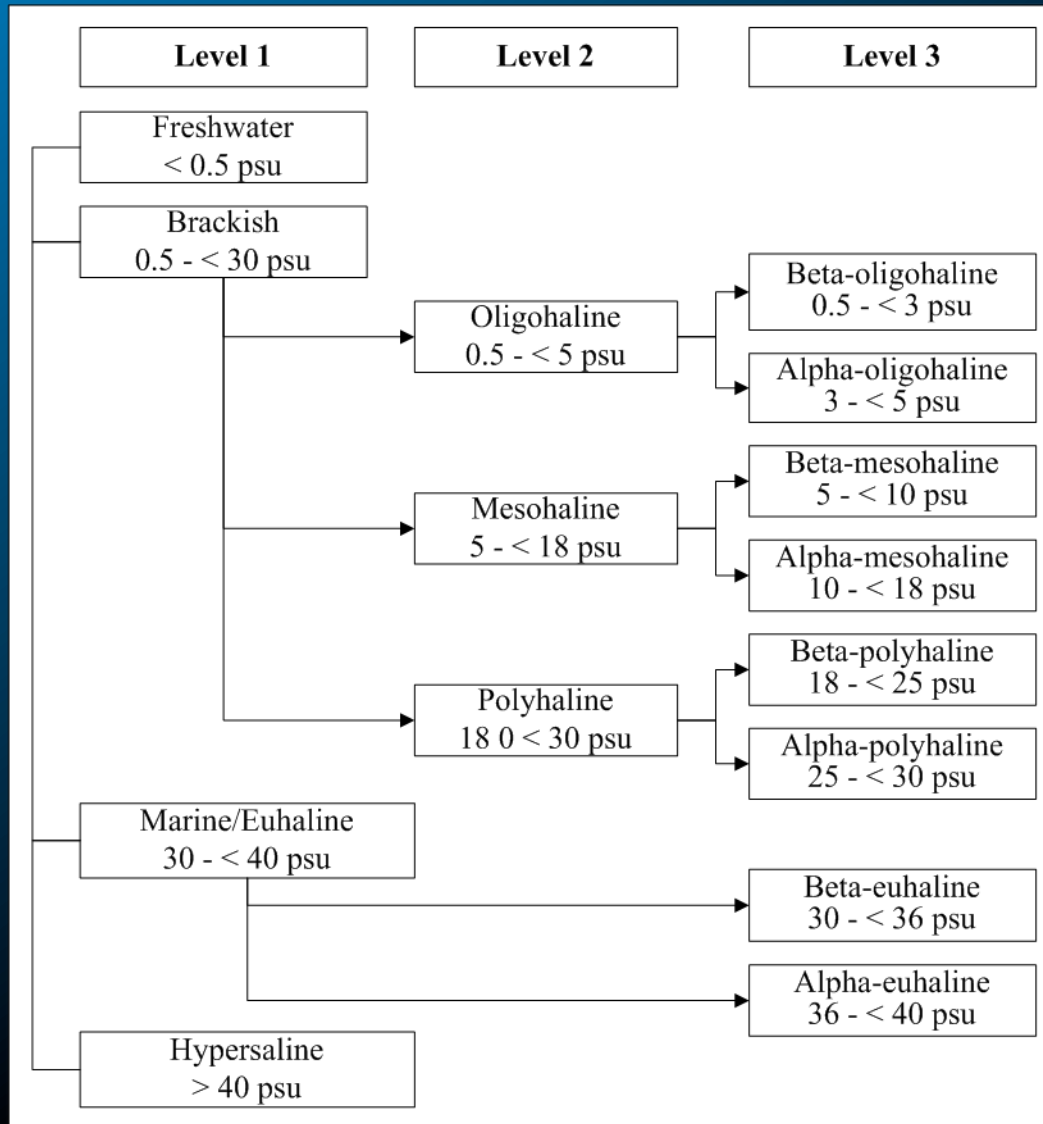 Level 1
Level 2
Level 3
Freshwater
< 0.5 psu
Brackish
0.5 - < 30 psu
Oligohaline
0.5 - < 5 psu
Beta-oligohaline
0.5 - < 3 psu
Alpha-oligohaline
3 - < 5 psu
Mesohaline
5 - < 18 psu
Beta-mesohaline
5 - < 10 psu
Alpha-mesohaline
10 - < 18 psu
Polyhaline
18 0 < 30 psu
Beta-polyhaline
18 - < 25 psu
Alpha-polyhaline
25 - < 30 psu
Marine/Euhaline
30 - < 40 psu
Beta-euhaline
30 - < 36 psu
Alpha-euhaline
36 - < 40 psu
Hypersaline
> 40 psu